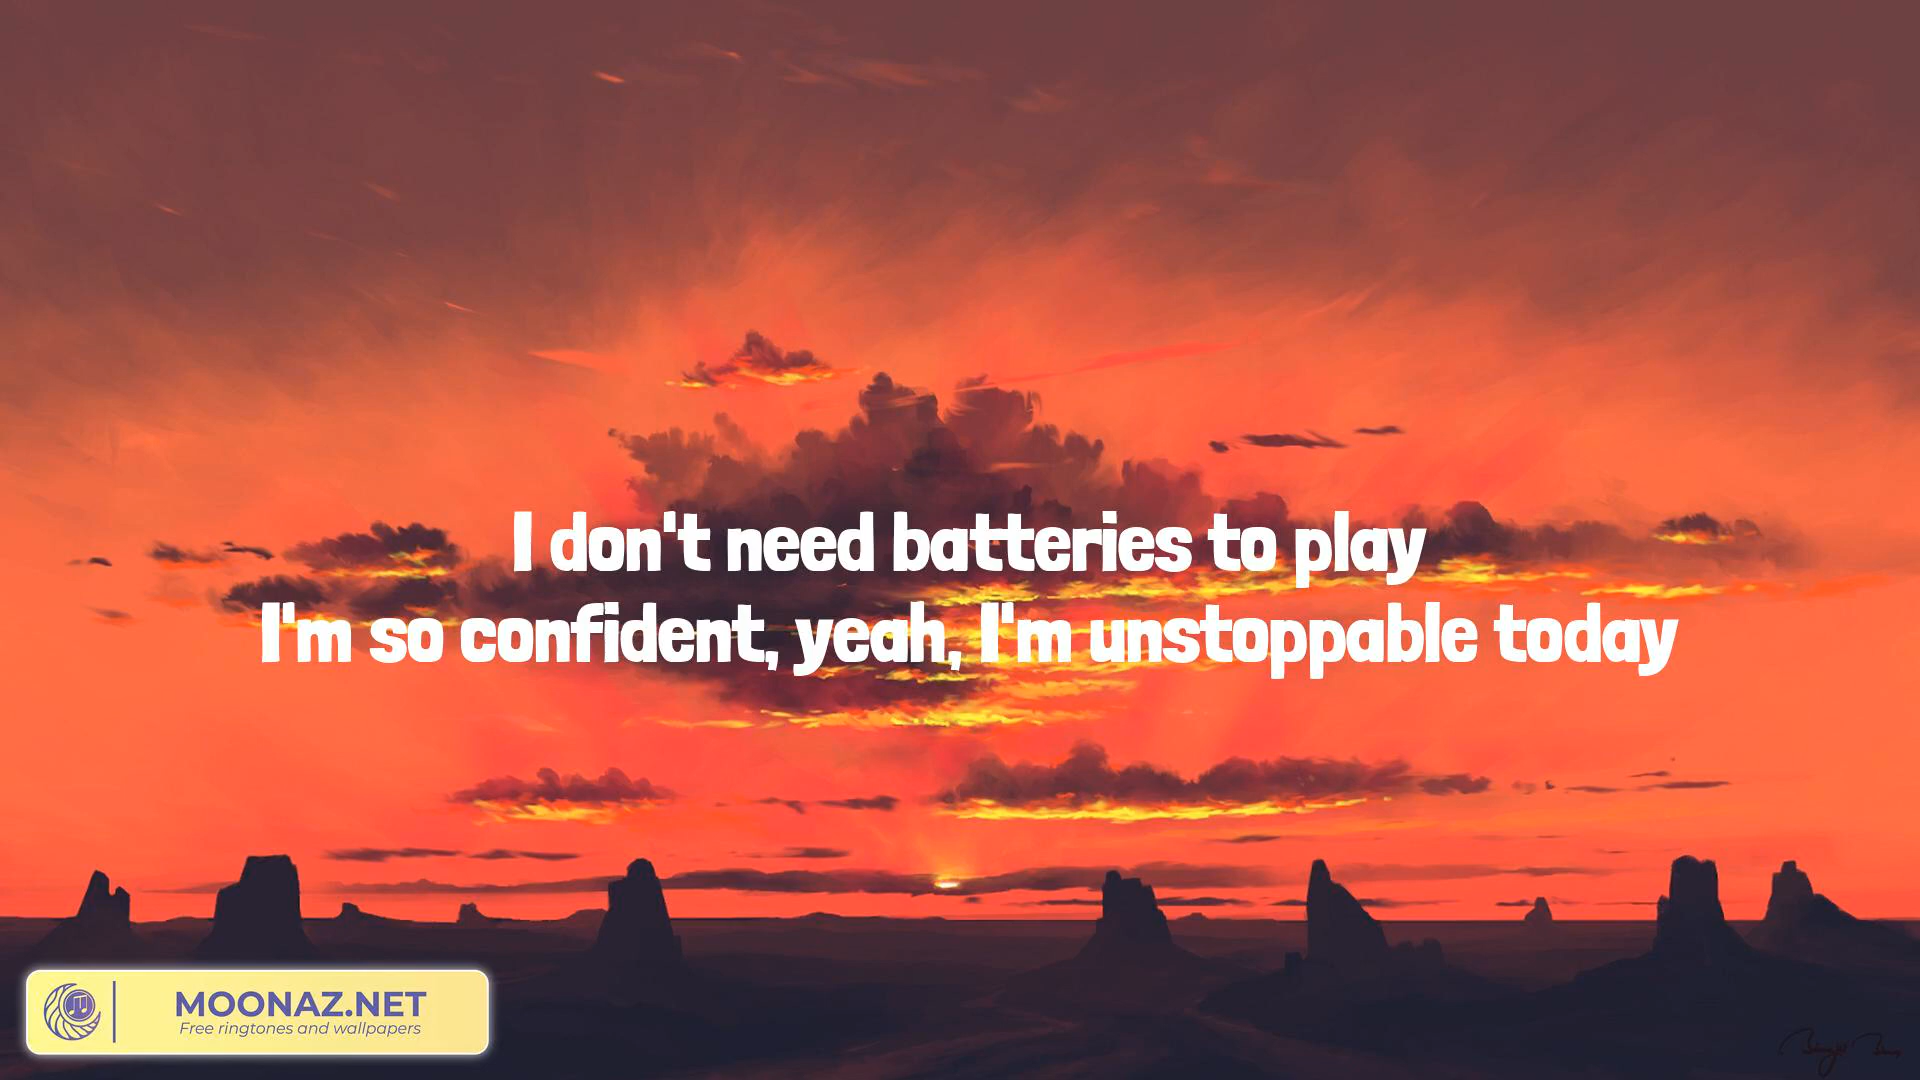 I don't need batteries to play
I'm so confident, yeah, I'm unstoppable today
MOONAZ.NET
Free ringtones and wallpapers